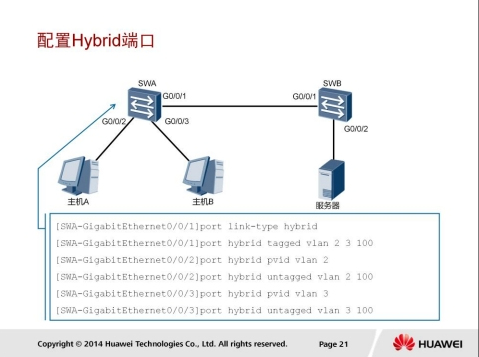 配置Hybrid端口
SWA
SWB
G0/0/1
G0/0/1
G0/0/2
G0/0/3
G0/0/2
主机A
主机B
服务器
[SWA-GigabitEthernet0/0/1]port link-type hybrid
[SWA-GigabitEthernet0/0/1]port hybrid tagged vlan 2 3 100
[SWA-GigabitEthernet0/0/2]port hybrid pvid vlan 2
[SWA-GigabitEthernet0/0/2]port hybrid untagged vlan 2 100
[SWA-GigabitEthernet0/0/3]port hybrid pvid vlan 3
[SWA-GigabitEthernet0/0/3]port hybrid untagged vlan 3 100
Copyright © 2014 Huawei Technologies Co., Ltd. All rights reserved.
Page 21
HUAWEI